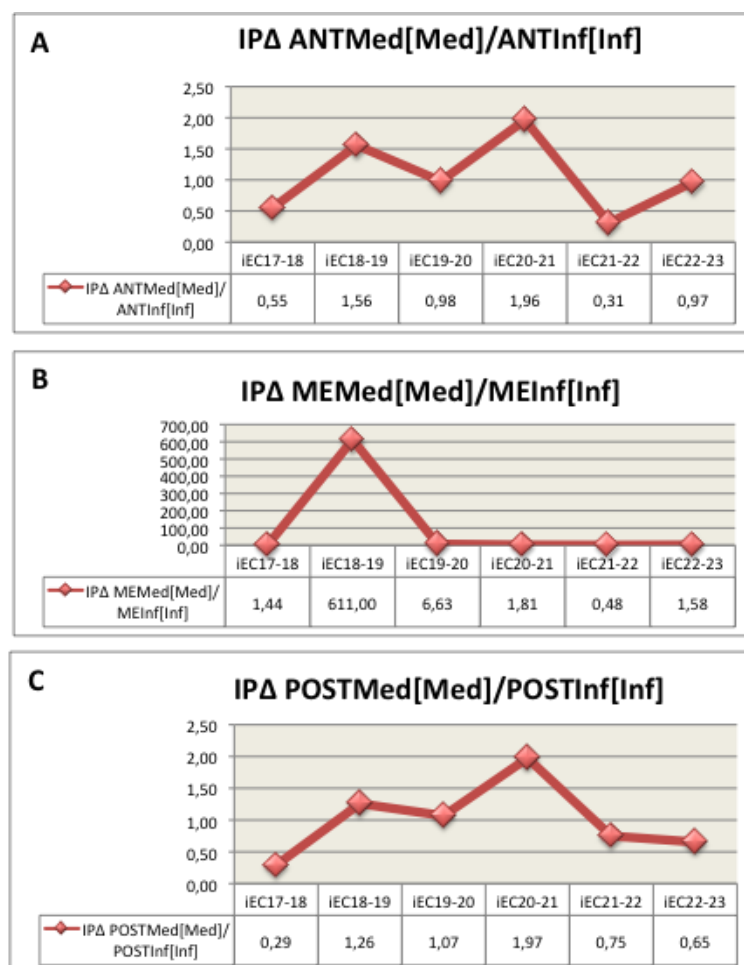 A
IPΔ ANTMed[Med]/ANTInf[Inf]
2,50
2,00
1,50
1,00
0,50
0,00
iEC17-18 iEC18-19 iEC19-20 iEC20-21 iEC21-22 iEC22-23
IPΔ ANTMed[Med]/
ANTInf[Inf]
0,55 1,56 0,98 1,96 0,31 0,97
B
IPΔ MEMed[Med]/MEInf[Inf]
700,00
600,00
500,00
400,00
300,00
200,00
100,00
0,00
iEC17-18 iEC18-19 iEC19-20 iEC20-21 iEC21-22 iEC22-23
IPΔ MEMed[Med]/
MEInf[Inf]
1,44 611,00 6,63 1,81 0,48 1,58
C
IPΔ POSTMed[Med]/POSTInf[Inf]
2,50
2,00
1,50
1,00
0,50
0,00
iEC17-18 iEC18-19 iEC19-20 iEC20-21 iEC21-22 iEC22-23
IPΔ POSTMed[Med]/
POSTInf[Inf]
0,29 1,26 1,07 1,97 0,75 0,65